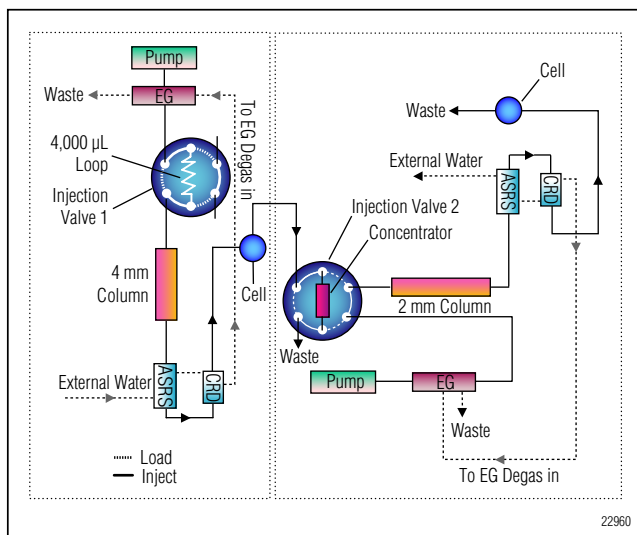 Pump
Waste
EG
To EG Degas in
4,000 µL
Loop
Injection
Valve 1
4 mm
Column
Cell
External Water
ASRS
CRD
Load
Inject
Cell
Waste
External Water
ASRS
CRD
Injection Valve 2
Concentrator
2 mm Column
Waste
Pump
EG
Waste
To EG Degas in
22960